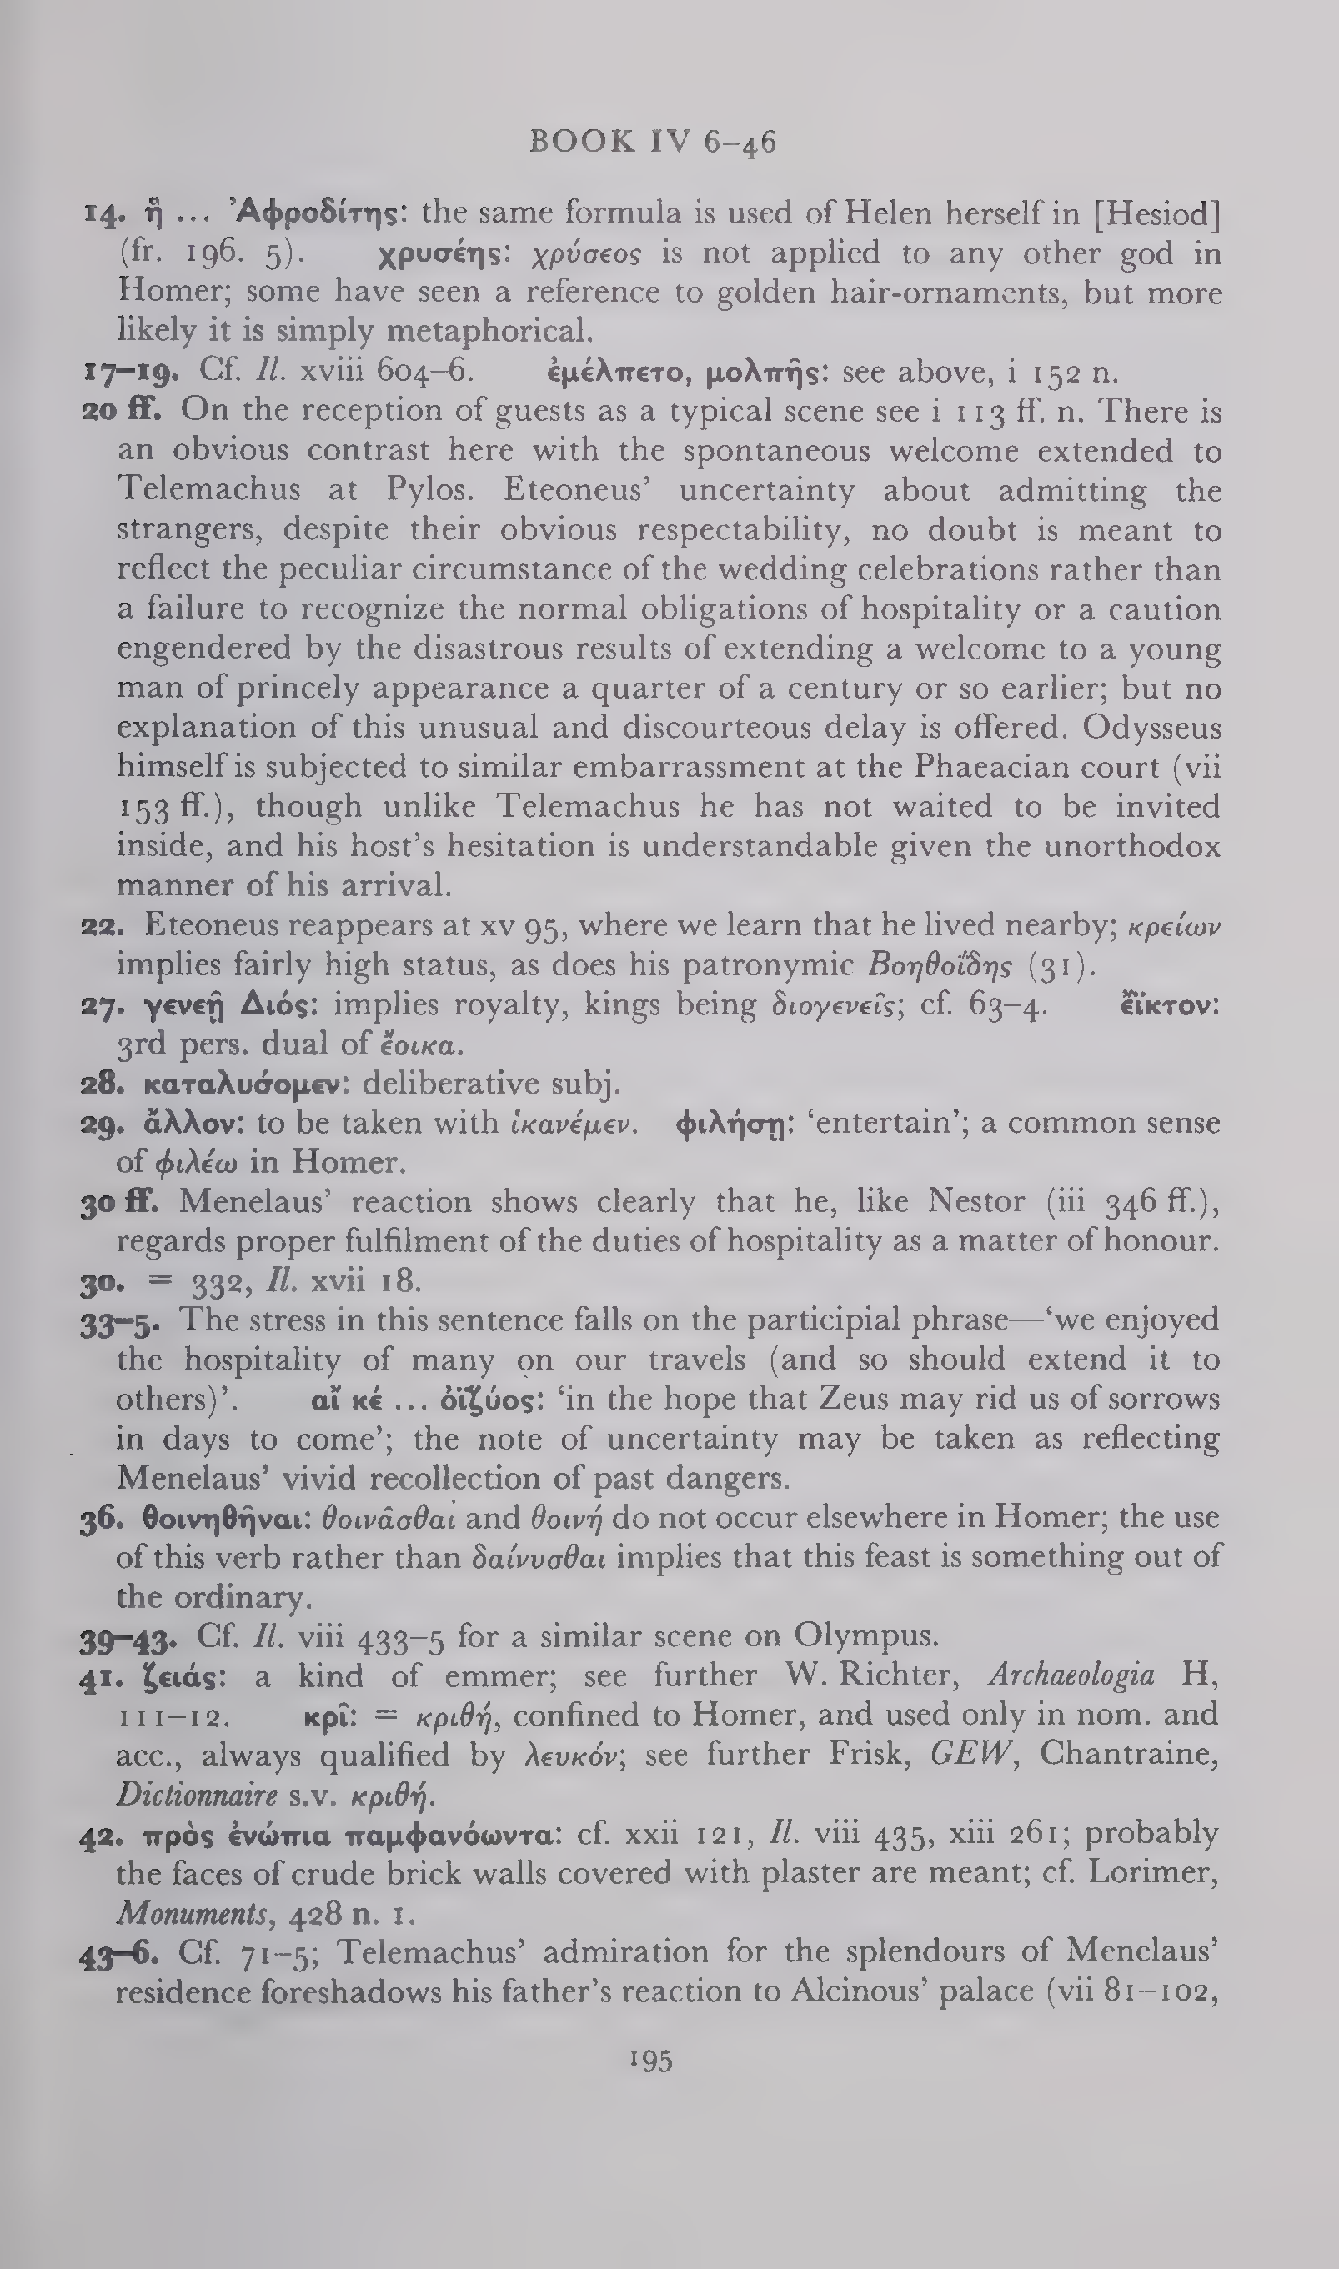 BOOK IV 6–46
14. ἣ ... Ἀφροδίτης: the same formula is used of Helen herself in [Hesiod]
(fr. 196. 5). χρυσέης: χρύσεος is not applied to any other god in
Homer; some have seen a reference to golden hair-ornaments, but more
likely it is simply metaphorical.
17–19. Cf. Il. xviii 604–6. ἐμέλπετο, μολπῆς: see above, i 152 n.
20 ff. On the reception of guests as a typical scene see i 113 ff. n. There is
an obvious contrast here with the spontaneous welcome extended to
Telemachus at Pylos. Eteoneus’ uncertainty about admitting the
strangers, despite their obvious respectability, no doubt is meant to
reflect the peculiar circumstance of the wedding celebrations rather than
a failure to recognize the normal obligations of hospitality or a caution
engendered by the disastrous results of extending a welcome to a young
man of princely appearance a quarter of a century or so earlier; but no
explanation of this unusual and discourteous delay is offered. Odysseus
himself is subjected to similar embarrassment at the Phaeacian court (vii
153 ff.), though unlike Telemachus he has not waited to be invited
inside, and his host’s hesitation is understandable given the unorthodox
manner of his arrival.
22. Eteoneus reappears at xv 95, where we learn that he lived nearby; κρείων
implies fairly high status, as does his patronymic Βοηθοΐδης (31).
27. γενεῇ Διός: implies royalty, kings being διογενεῖς; cf. 63–4. ἔϊκτον:
3rd pers. dual of ἔοικα.
28. καταλύσομεν: deliberative subj.
29. ἄλλον: to be taken with ἱκανέμεν. φιλήσῃ: ‘entertain’; a common sense
of φιλέω in Homer.
30 ff. Menelaus’ reaction shows clearly that he, like Nestor (iii 346 ff.),
regards proper fulfilment of the duties of hospitality as a matter of honour.
30. = 332, Il. xvii 18.
33–5. The stress in this sentence falls on the participial phrase—‘we enjoyed
the hospitality of many on our travels (and so should extend it to
others)’. αἴ κέ ... ὀϊζύος: ‘in the hope that Zeus may rid us of sorrows
in days to come’; the note of uncertainty may be taken as reflecting
Menelaus’ vivid recollection of past dangers.
36. θοινηθῆναι: θοινᾶσθαι and θοινή do not occur elsewhere in Homer; the use
of this verb rather than δαίνυσθαι implies that this feast is something out of
the ordinary.
39–43. Cf. Il. viii 433–5 for a similar scene on Olympus.
41. ζειάς: a kind of emmer; see further W. Richter, Archaeologia H,
111–12. κρῖ: = κριθή, confined to Homer, and used only in nom. and
acc., always qualified by λευκόν; see further Frisk, GEW, Chantraine,
Dictionnaire s.v. κριθή.
42. πρὸς ἐνώπια παμφανόωντα: cf. xxii 121, Il. viii 435, xiii 261; probably
the faces of crude brick walls covered with plaster are meant; cf. Lorimer,
Monuments, 428 n. 1.
43–6. Cf. 71–5; Telemachus’ admiration for the splendours of Menelaus’
residence foreshadows his father’s reaction to Alcinous’ palace (vii 81–102,
195